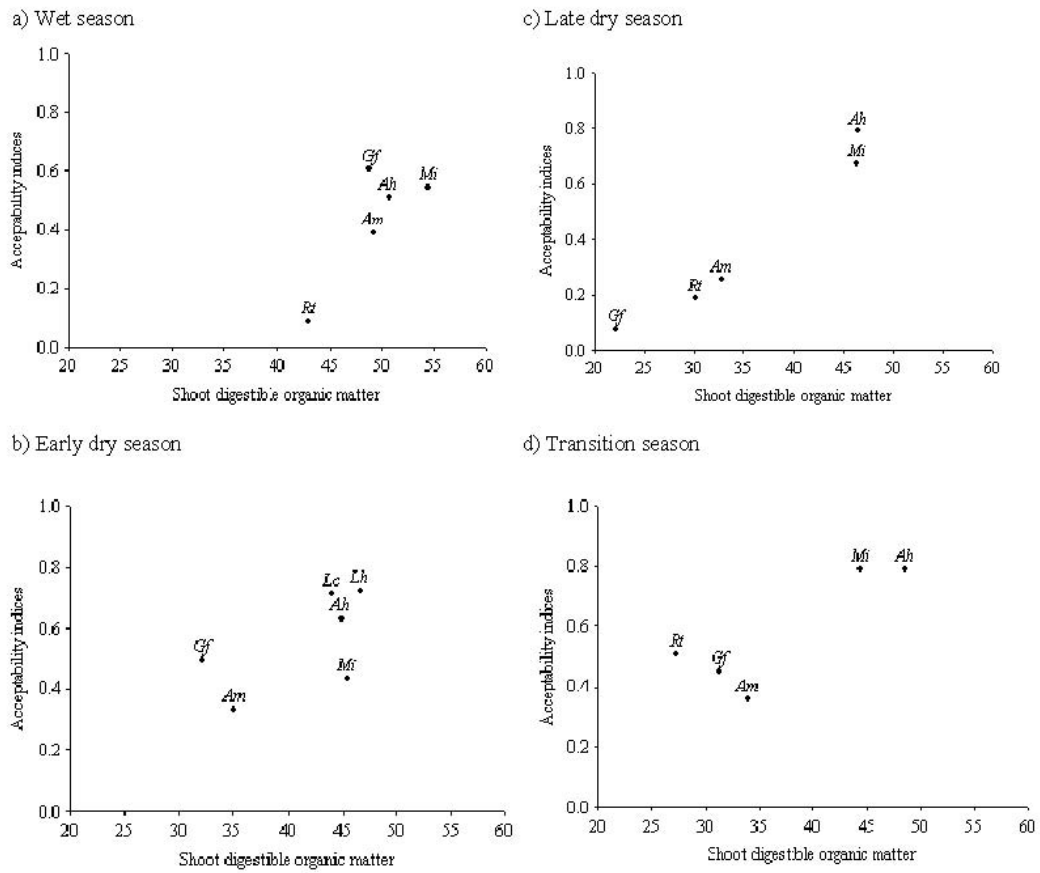 a) Wet season
1.0
0.8
0.6
0.4
0.2
0.0
Acceptability indices
Gf
Ah
Mi
Am
Rt
20 25 30 35 40 45 50 55 60
Shoot digestible organic matter
c) Late dry season
1.0
0.8
0.6
0.4
0.2
0.0
Acceptability indices
Ah
Mi
Am
Rt
Gf
20 25 30 35 40 45 50 55 60
Shoot digestible organic matter
b) Early dry season
1.0
0.8
0.6
0.4
0.2
0.0
Acceptability indices
Lc Lh
Ah
Gf
Mi
Am
20 25 30 35 40 45 50 55 60
Shoot digestible organic matter
d) Transition season
1.0
0.8
0.6
0.4
0.2
0.0
Acceptability indices
Mi Ah
Rt
Gf
Am
20 25 30 35 40 45 50 55 60
Shoot digestible organic matter